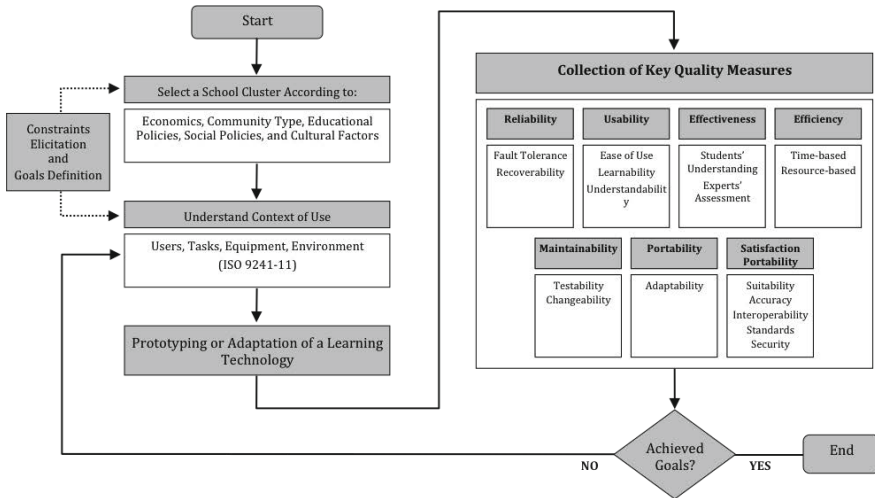 Start
Select a School Cluster According to:
Economics, Community Type, Educational
Policies, Social Policies, and Cultural Factors
Constraints
Elicitation
and
Goals Definition
Understand Context of Use
Users, Tasks, Equipment, Environment
(ISO 9241-11)
Prototyping or Adaptation of a Learning
Technology
Collection of Key Quality Measures
Reliability
Fault Tolerance
Recoverability
Usability
Ease of Use
Learnability
Understandabilit
y
Effectiveness
Students'
Understanding
Experts'
Assessment
Efficiency
Time-based
Resource-based
Maintainability
Testability
Changeability
Portability
Adaptability
Satisfaction
Portability
Suitability
Accuracy
Interoperability
Standards
Security
Achieved
Goals?
NO
YES
End